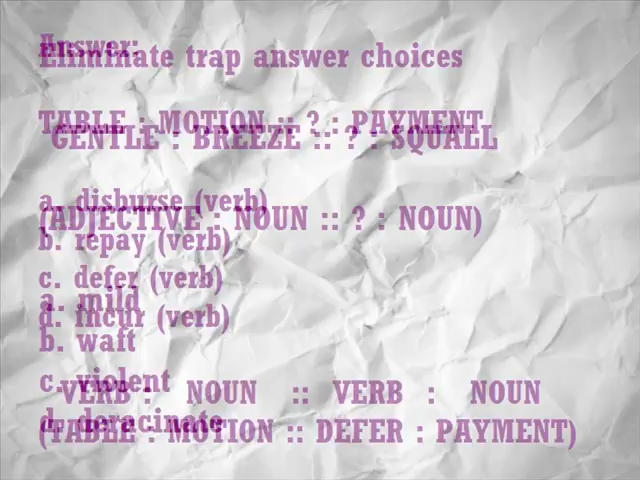 Answer:
Eliminate trap answer choices
TABLE : MOTION :: ? : PAYMENT
GENTLE : BREEZE :: ? : SQUALL
a. disburse (verb)
(ADJECTIVE : NOUN :: ? : NOUN)
b. repay (verb)
c. defer (verb)
a. mild
d. incur (verb)
b. waft
c. violent
VERB : NOUN :: VERB : NOUN
d. deracinate
(TABLE : MOTION :: DEFER : PAYMENT)